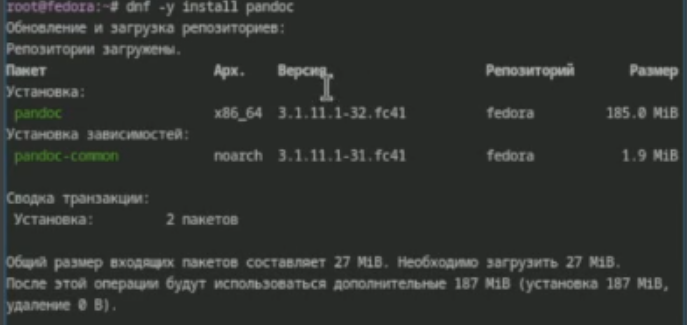 root@fedora:~# dnf -y install pandoc
Обновление и загрузка репозиториев:
Репозитории загружены.
Пакет Арх. Версия Репозиторий Размер
Установка:
pandoc x86_64 3.1.11.1-32.fc41 fedora 185.0 MiB
Установка зависимостей:
pandoc-common noarch 3.1.11.1-31.fc41 fedora 1.9 MiB
Сводка транзакции:
Установка: 2 пакетов
Общий размер входящих пакетов составляет 27 MiB. Необходимо загрузить 27 MiB.
После этой операции будут использоваться дополнительные 187 MiB (установка 187 MiB,
удаление 0 B).